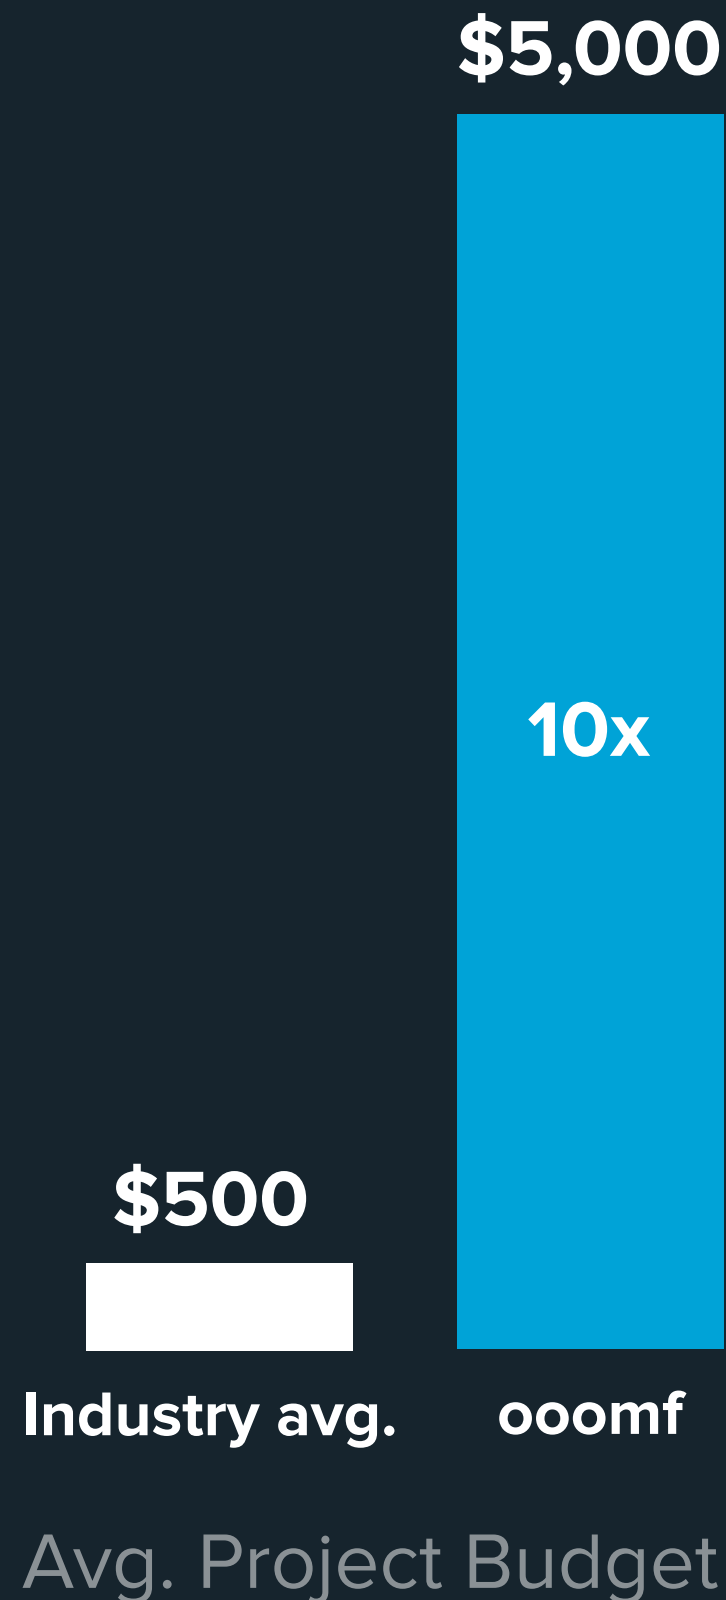 $5,000
10x
$500
Industry avg.
ooomf
Avg. Project Budget